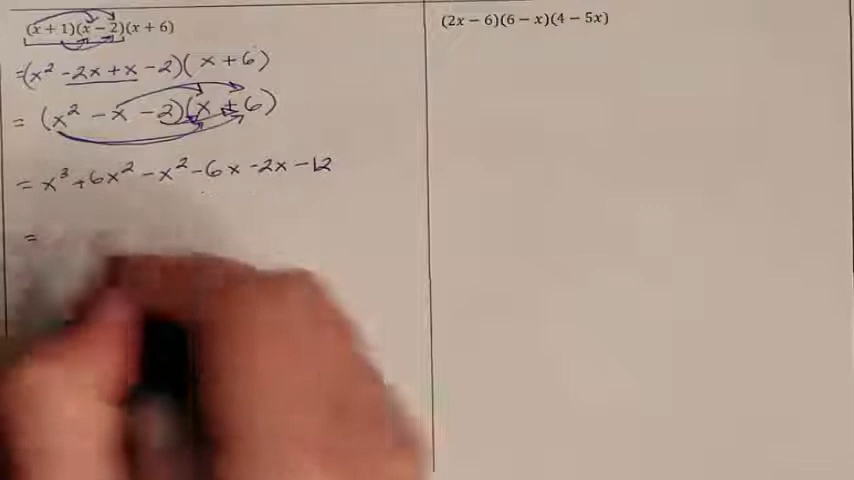 (x + 1)(x − 2)(x + 6)
=(x² -2x + x -2)(x+6)
= (x² - x -2)(x + 6)
= x³ +6x² -x² -6x -2x -12
=
(2x − 6)(6 − x)(4 − 5x)